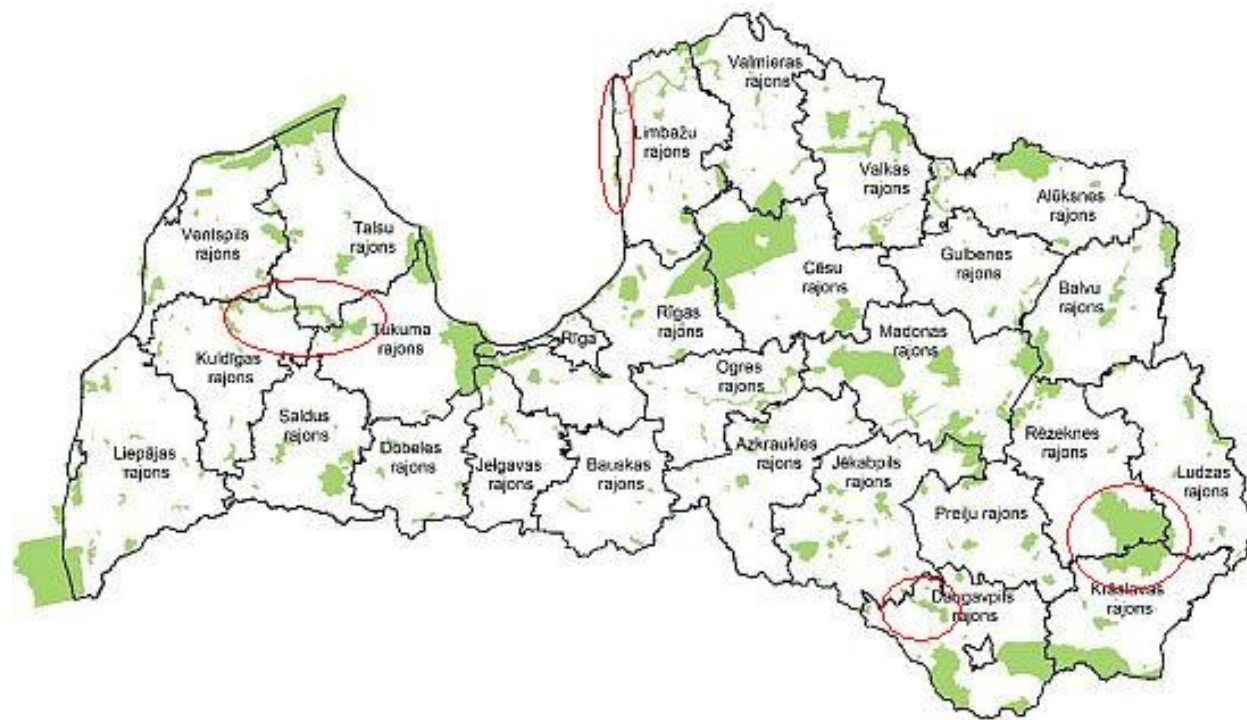 Valmieras
rajons
Limbažu
rajons
Valkas
rajons
Alūksnes
rajons
Ventspils
rajons
Talsu
rajons
Cēsu
rajons
Gulbenes
rajons
Balvu
rajons
Rīgas
rajons
Rīga
Tukuma
rajons
Madonas
rajons
Kuldīgas
rajons
Ogres
rajons
Saldus
rajons
Dobeles
rajons
Jelgavas
rajons
Bauskas
rajons
Aizkraukles
rajons
Jēkabpils
rajons
Rēzeknes
rajons
Ludzas
rajons
Liepājas
rajons
Preiļu rajons
Daugavpils
rajons
Krāslavas
rajons